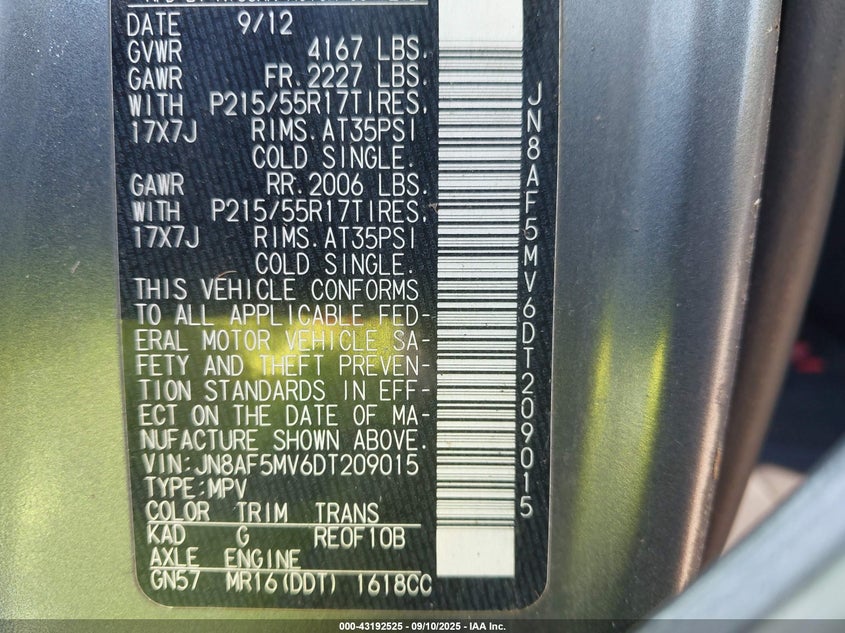 DATE 9/12
GVWR 4167 LBS.
GAWR FR. 2227 LBS.
WITH P215/55R17TIRES,
17X7J RIMS. AT35PSI
COLD SINGLE.
GAWR RR. 2006 LBS.
WITH P215/55R17TIRES,
17X7J RIMS. AT35PSI
COLD SINGLE.
THIS VEHICLE CONFORMS
TO ALL APPLICABLE FED-
ERAL MOTOR VEHICLE SA-
FETY AND THEFT PREVEN-
TION STANDARDS IN EFF-
ECT ON THE DATE OF MA-
NUFACTURE SHOWN ABOVE.
VIN:JN8AF5MV6DT209015
TYPE:MPV
COLOR TRIM TRANS
KAD G RE0F10B
AXLE ENGINE
GN57 MR16(DDT) 1618CC
JN8AF5MV6DT209015
000-43192525 - 09/10/2025 - IAA Inc.